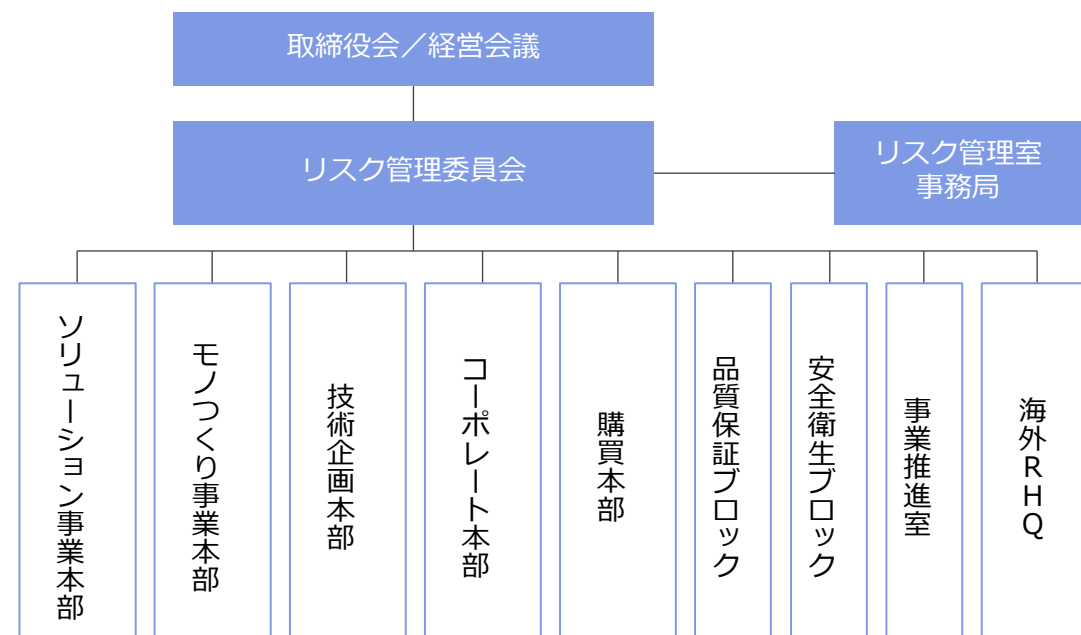 取締役会／経営会議
リスク管理委員会
リスク管理室
事務局
ソリューション事業本部
モノつくり事業本部
技術企画本部
コーポレート本部
購買本部
品質保証ブロック
安全衛生ブロック
事業推進室
海外RHQ